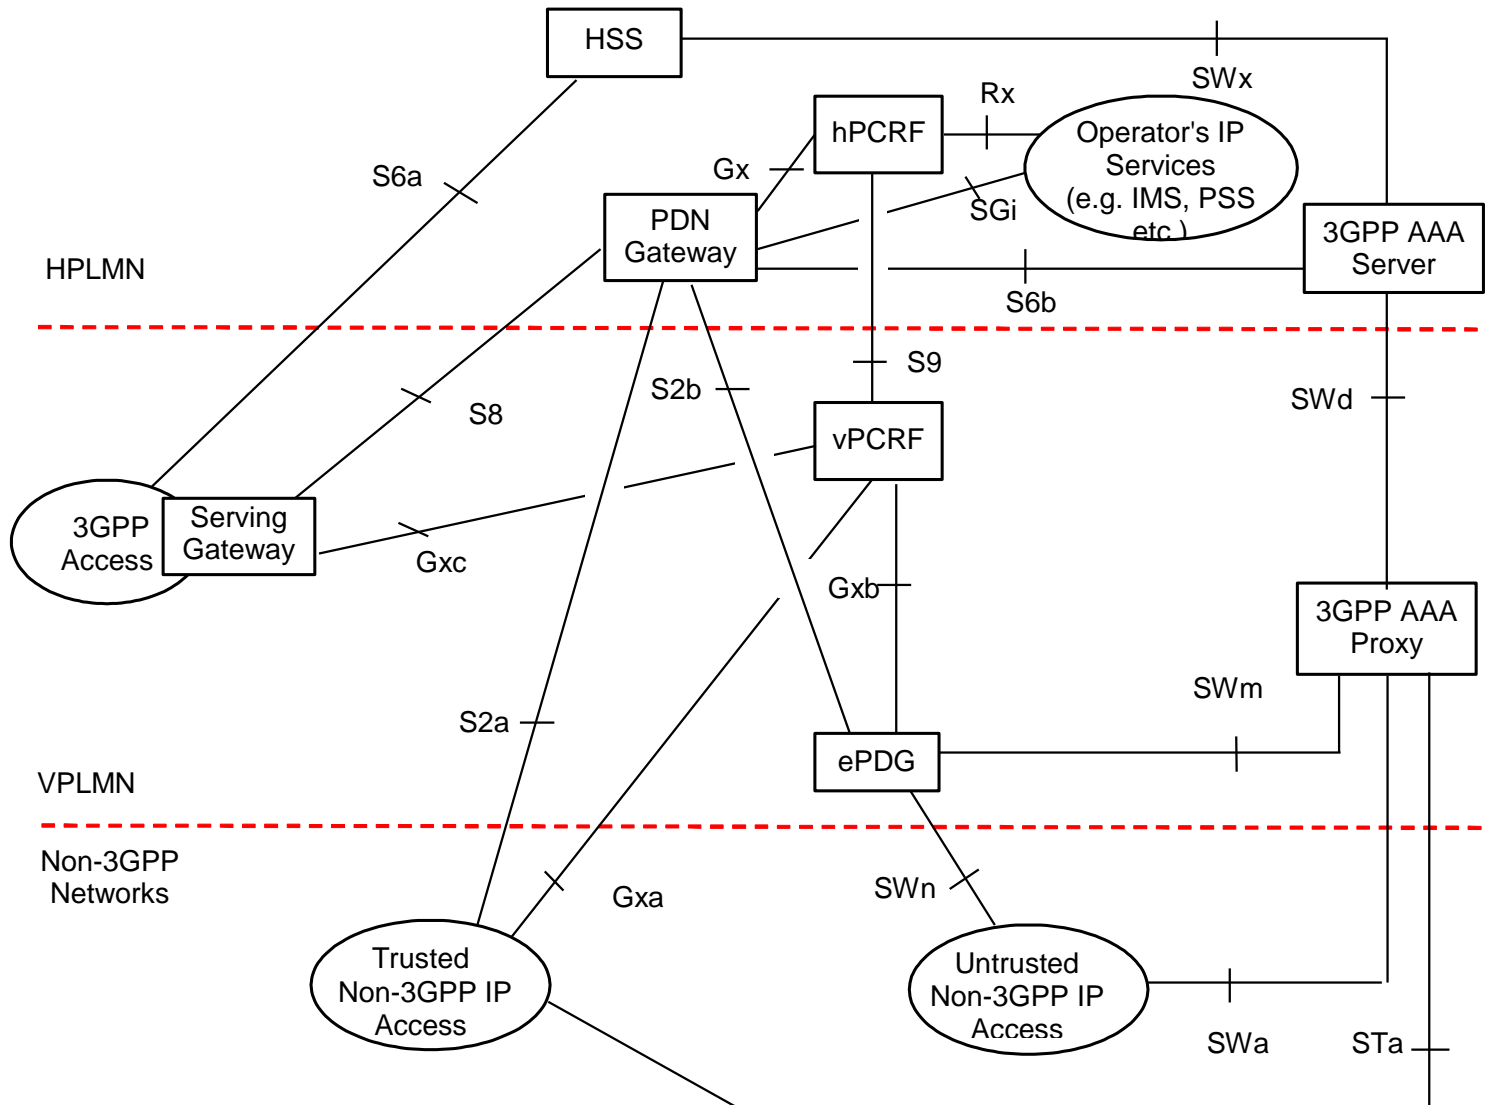 HSS
SWx
Rx
hPCRF
Operator's IP
Services
(e.g. IMS, PSS
etc.)
Gx
S6a
SGi
PDN
Gateway
3GPP AAA
Server
HPLMN
S6b
S9
S2b
S8
SWd
vPCRF
3GPP
Access
Serving
Gateway
Gxc
Gxb
3GPP AAA
Proxy
SWm
S2a
ePDG
VPLMN
Non-3GPP
Networks
Gxa
SWn
Trusted
Non-3GPP IP
Access
Untrusted
Non-3GPP IP
Access
SWa
STa